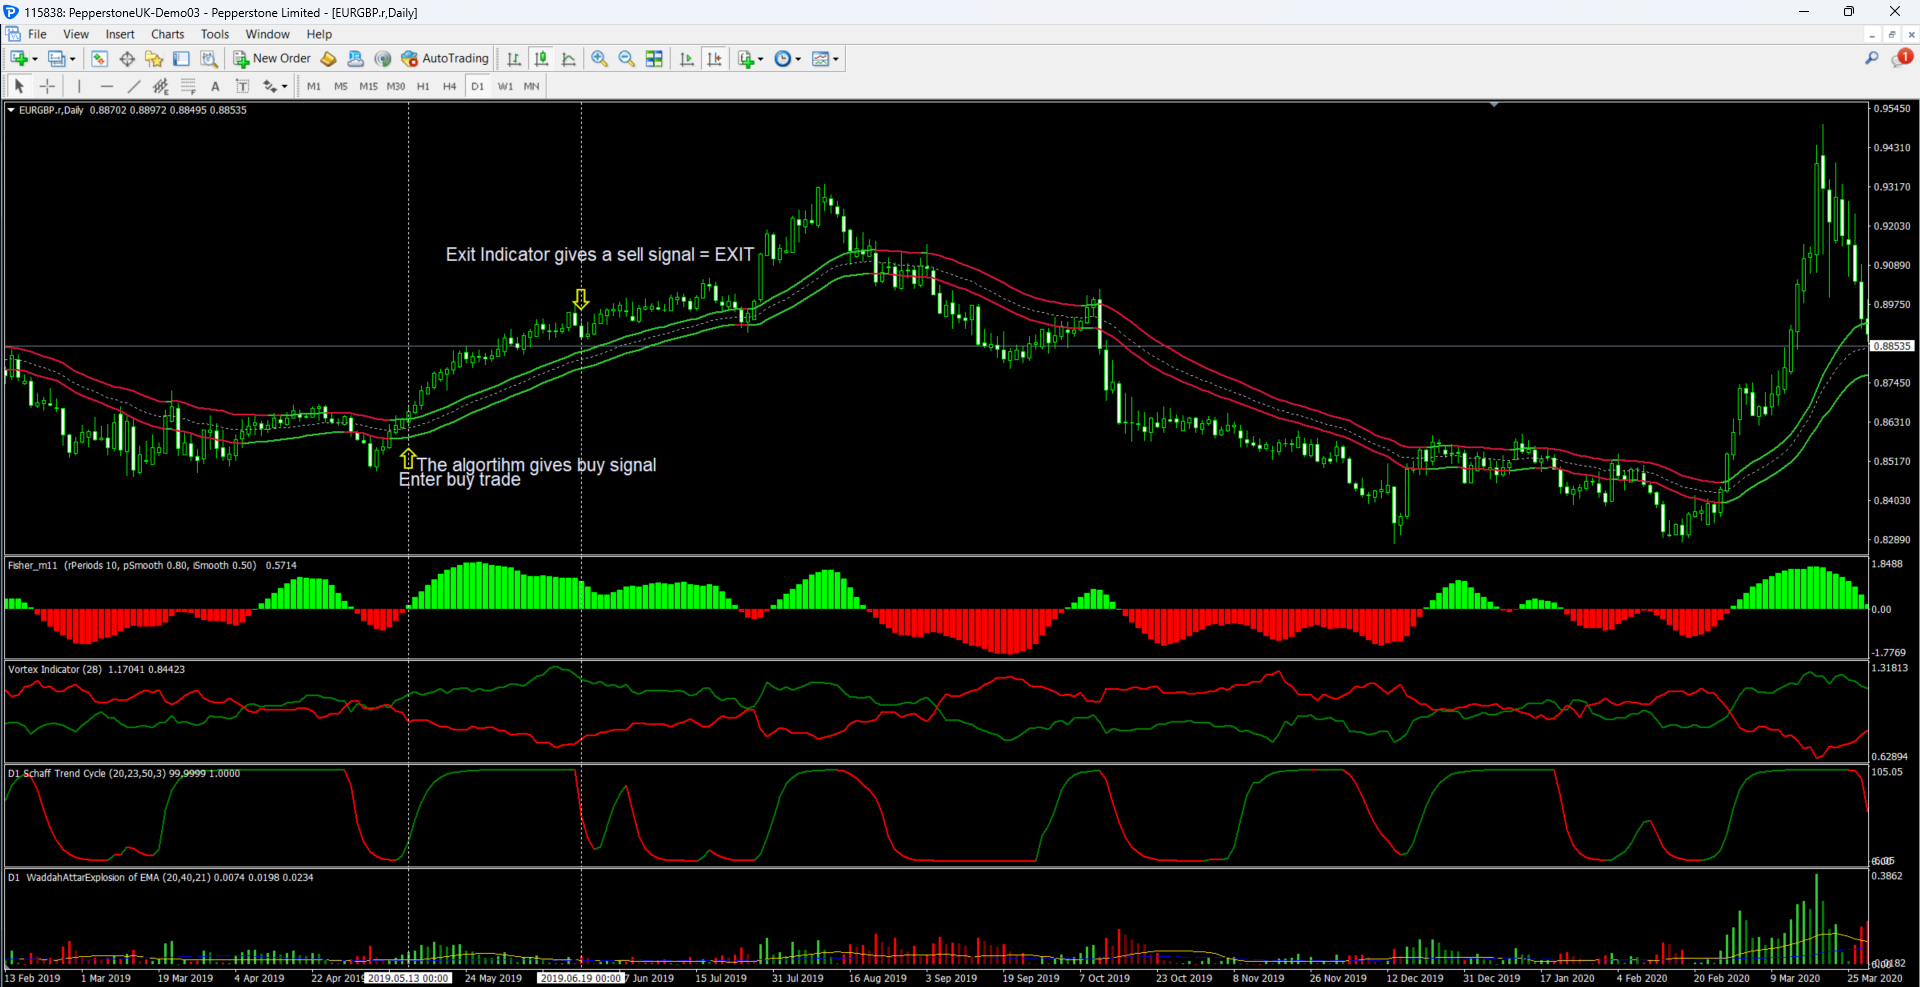 115838: PepperstoneUK-Demo03 - Pepperstone Limited - [EURGBP.r,Daily]
File View Insert Charts Tools Window Help
New Order AutoTrading
1
A T M1 M5 M15 M30 H1 H4 D1 W1 MN
EURGBP.r,Daily 0.88702 0.88972 0.88495 0.88535
0.95450
0.94310
0.93170
0.92030
Exit Indicator gives a sell signal = EXIT
0.90890
0.89750
0.88535
0.87450
0.86310
The algortihm gives buy signal
0.85170
Enter buy trade
0.84030
0.82890
Fisher_m11 (rPeriods 10, pSmooth 0.80, iSmooth 0.50) 0.5714
1.8488
0.00
-1.7769
Vortex Indicator (28) 1.17041 0.84423
1.31813
0.62894
D1 Schaff Trend Cycle (20,23,50,3) 99.9999 1.0000
105.05
D1 WaddahAttarExplosion of EMA (20,40,21) 0.0074 0.0198 0.0234
0.3862
13 Feb 2019 1 Mar 2019 19 Mar 2019 4 Apr 2019 22 Apr 2019 2019.05.13 00:00 24 May 2019 2019.06.19 00:00 Jun 2019 15 Jul 2019 31 Jul 2019 16 Aug 2019 3 Sep 2019 19 Sep 2019 7 Oct 2019 23 Oct 2019 8 Nov 2019 26 Nov 2019 12 Dec 2019 31 Dec 2019 17 Jan 2020 4 Feb 2020 20 Feb 2020 9 Mar 2020 25 Mar 2020